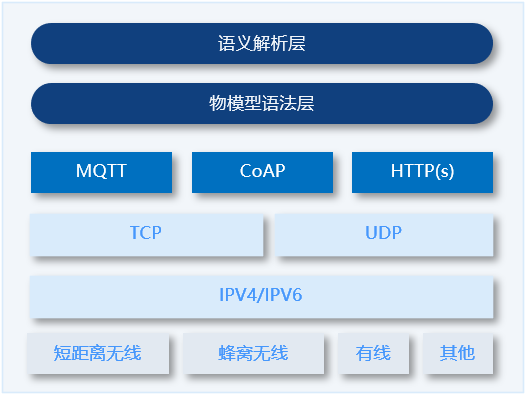 语义解析层
物模型语法层
MQTT
CoAP
HTTP(s)
TCP
UDP
IPV4/IPV6
短距离无线
蜂窝无线
有线
其他